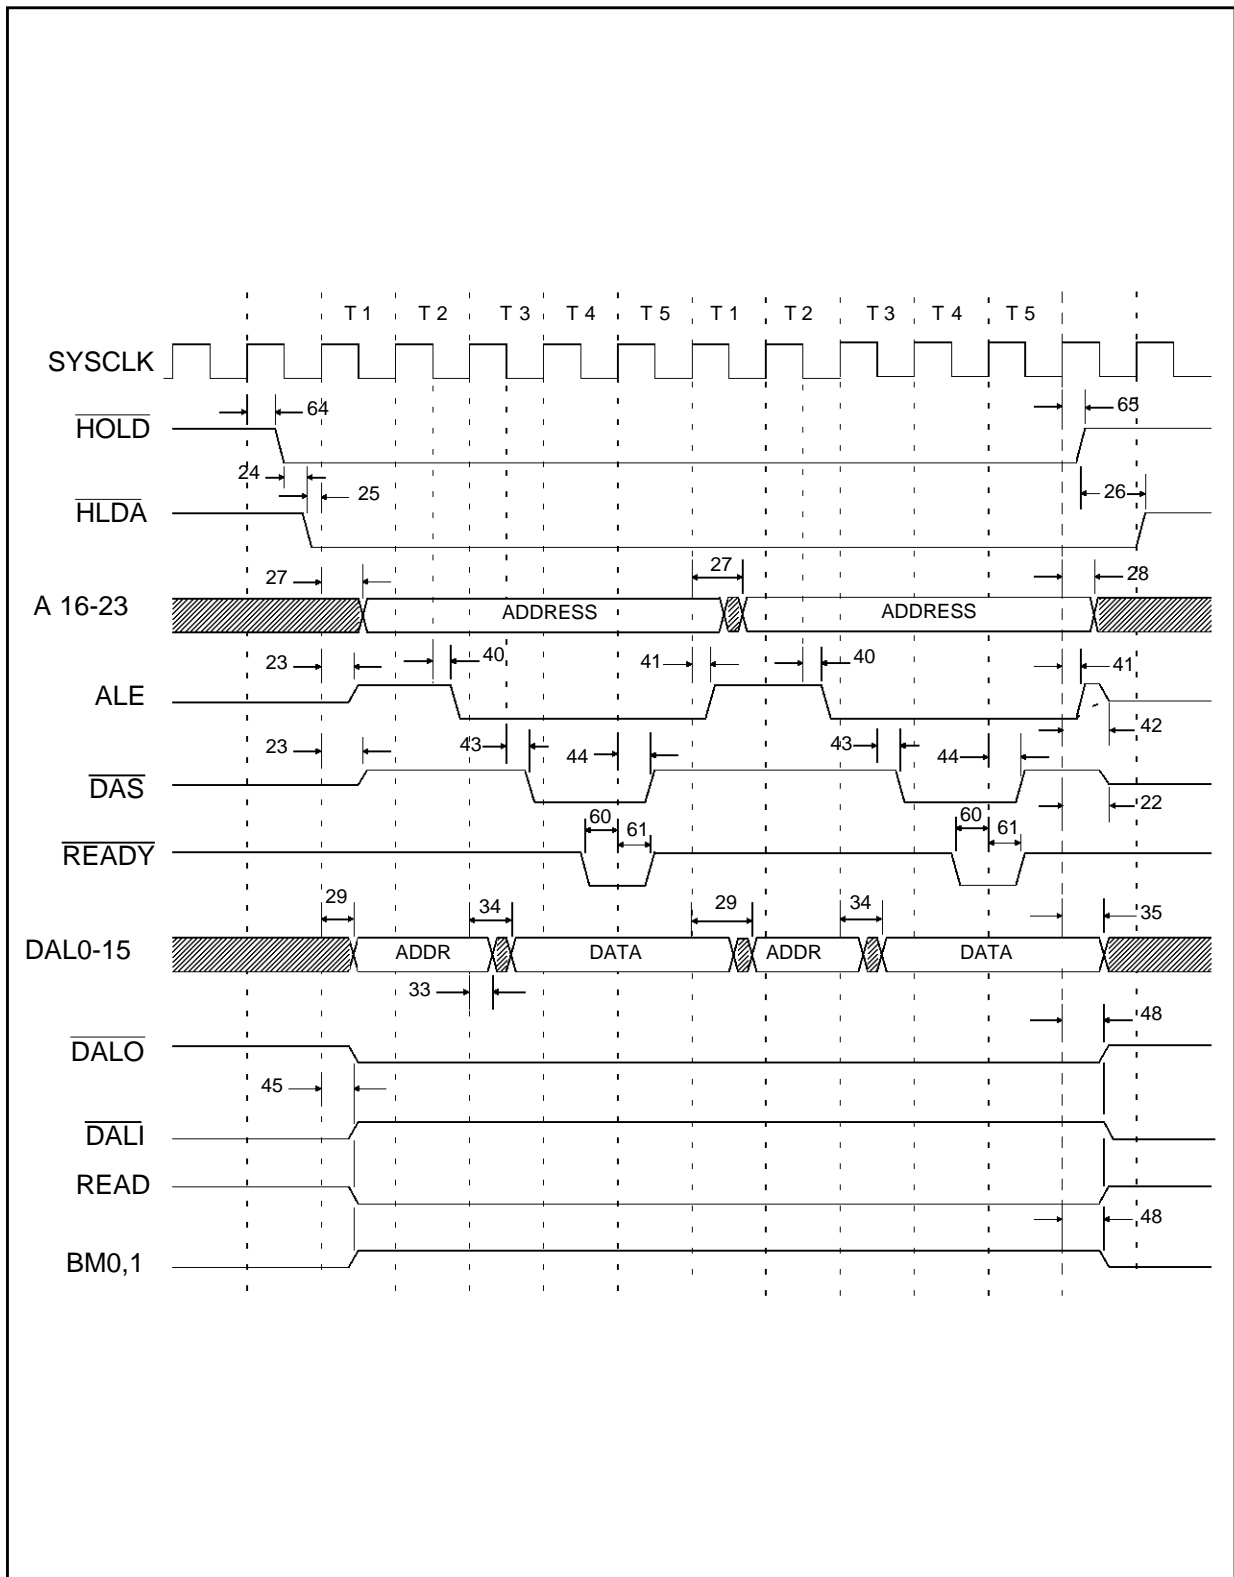 T 1 T 2 T 3 T 4 T 5 T 1 T 2 T 3 T 4 T 5
SYSCLK
64 65
HOLD
24 25 26
HLDA
27 27 28
A 16-23 ADDRESS ADDRESS
23 40 41 40 41
ALE
42
23 43 44 43 44
DAS
22
60 61 60 61
READY
29 34 29 34 35
DAL0-15 ADDR DATA ADDR DATA
33
48
DALO
45
DALI
READ
48
BM0,1